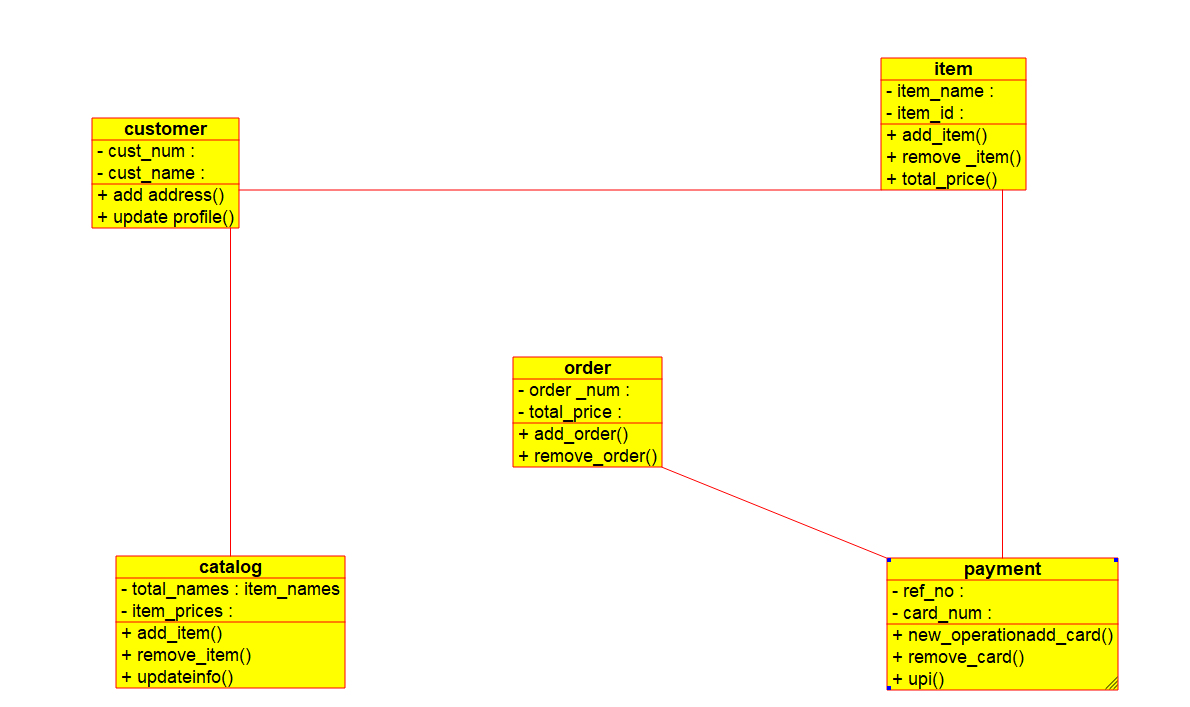 item
- item_name :
- item_id :
+ add_item()
+ remove _item()
+ total_price()
customer
- cust_num :
- cust_name :
+ add address()
+ update profile()
order
- order _num :
- total_price :
+ add_order()
+ remove_order()
catalog
- total_names : item_names
- item_prices :
+ add_item()
+ remove_item()
+ updateinfo()
payment
- ref_no :
- card_num :
+ new_operationadd_card()
+ remove_card()
+ upi()